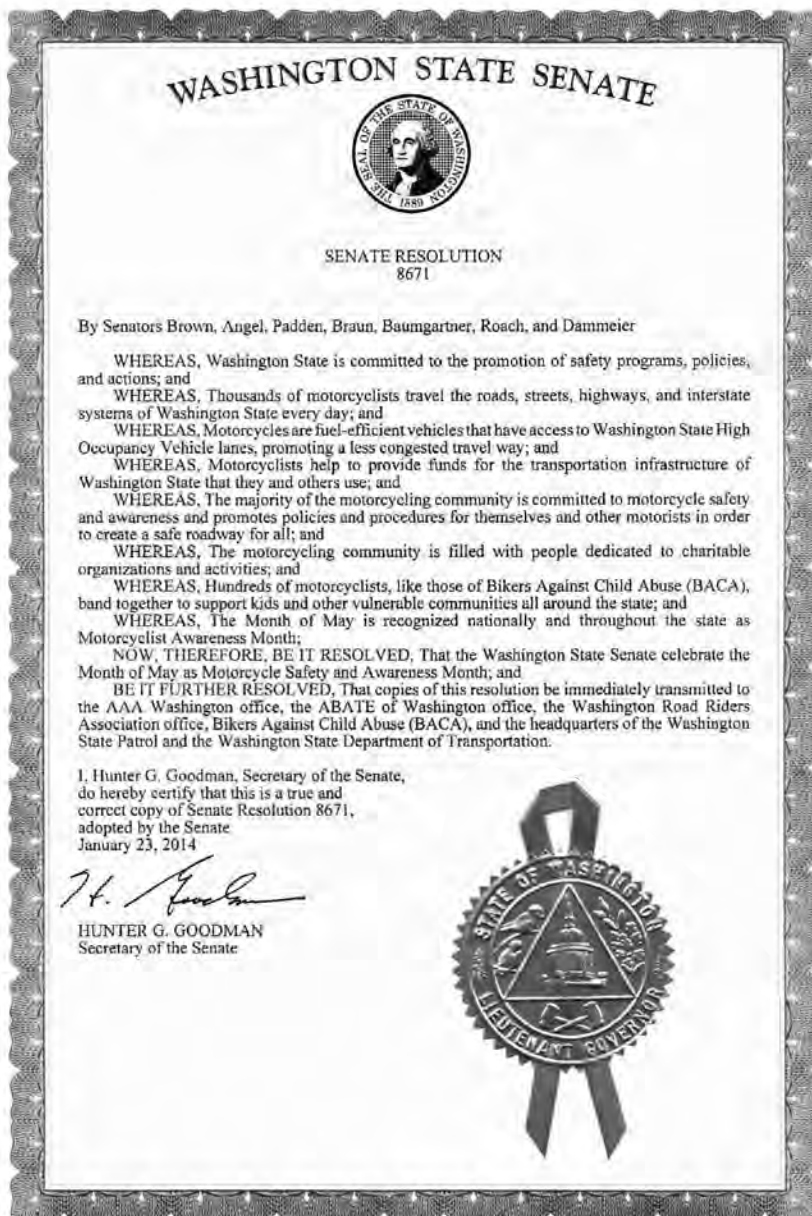 WASHINGTON STATE SENATE
THE SEAL OF THE STATE OF WASHINGTON
1889
SENATE RESOLUTION
8671
By Senators Brown, Angel, Padden, Braun, Baumgartner, Roach, and Dammeier
WHEREAS, Washington State is committed to the promotion of safety programs, policies,
and actions; and
WHEREAS, Thousands of motorcyclists travel the roads, streets, highways, and interstate
systems of Washington State every day; and
WHEREAS, Motorcycles are fuel-efficient vehicles that have access to Washington State High
Occupancy Vehicle lanes, promoting a less congested travel way; and
WHEREAS, Motorcyclists help to provide funds for the transportation infrastructure of
Washington State that they and others use; and
WHEREAS, The majority of the motorcycling community is committed to motorcycle safety
and awareness and promotes policies and procedures for themselves and other motorists in order
to create a safe roadway for all; and
WHEREAS, The motorcycling community is filled with people dedicated to charitable
organizations and activities; and
WHEREAS, Hundreds of motorcyclists, like those of Bikers Against Child Abuse (BACA),
band together to support kids and other vulnerable communities all around the state; and
WHEREAS, The Month of May is recognized nationally and throughout the state as
Motorcyclist Awareness Month;
NOW, THEREFORE, BE IT RESOLVED, That the Washington State Senate celebrate the
Month of May as Motorcycle Safety and Awareness Month; and
BE IT FURTHER RESOLVED, That copies of this resolution be immediately transmitted to
the AAA Washington office, the ABATE of Washington office, the Washington Road Riders
Association office, Bikers Against Child Abuse (BACA), and the headquarters of the Washington
State Patrol and the Washington State Department of Transportation.
I, Hunter G. Goodman, Secretary of the Senate,
do hereby certify that this is a true and
correct copy of Senate Resolution 8671,
adopted by the Senate
January 23, 2014
H. Goodman
HUNTER G. GOODMAN
Secretary of the Senate
STATE OF WASHINGTON
LIEUTENANT GOVERNOR